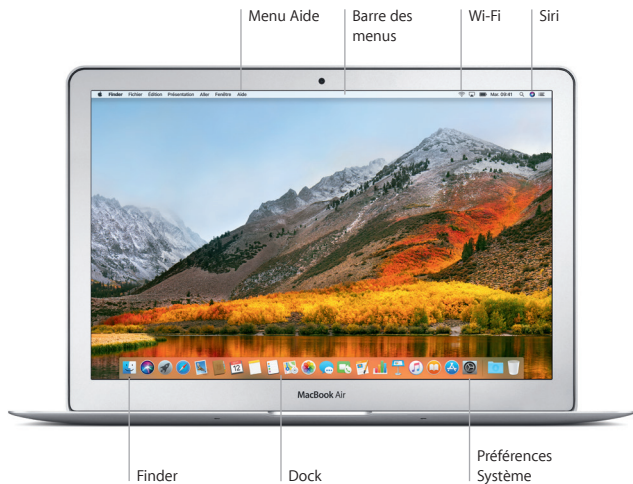 Menu Aide
Barre des
menus
Wi-Fi
Siri
Finder Fichier Édition Présentation Aller Fenêtre Aide
Mar. 09:41
12
MacBook Air
Finder
Dock
Préférences
Système